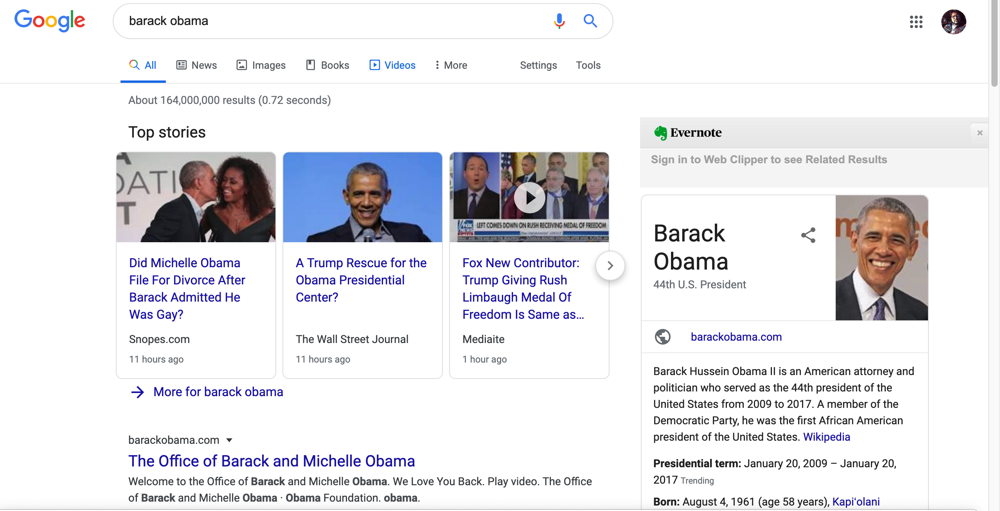 Google
barack obama
All
News
Images
Books
Videos
More
Settings
Tools
About 164,000,000 results (0.72 seconds)
Top stories
A
DATI
T
LEFT COMES DOWN ON RUSH RECEIVING MEDAL OF FREEDOM
FOX
NEWS
Did Michelle Obama
File For Divorce After
Barack Admitted He
Was Gay?
Snopes.com
11 hours ago
A Trump Rescue for the
Obama Presidential
Center?
The Wall Street Journal
11 hours ago
Fox New Contributor:
Trump Giving Rush
Limbaugh Medal Of
Freedom Is Same as...
Mediaite
1 hour ago
More for barack obama
barackobama.com
The Office of Barack and Michelle Obama
Welcome to the Office of Barack and Michelle Obama. We Love You Back. Play video. The Office
of Barack and Michelle Obama · Obama Foundation. obama.
Evernote
Sign in to Web Clipper to see Related Results
Barack
Obama
44th U.S. President
barackobama.com
Barack Hussein Obama II is an American attorney and
politician who served as the 44th president of the
United States from 2009 to 2017. A member of the
Democratic Party, he was the first African American
president of the United States. Wikipedia
Presidential term: January 20, 2009 – January 20,
2017 Trending
Born: August 4, 1961 (age 58 years), Kapiʻolani